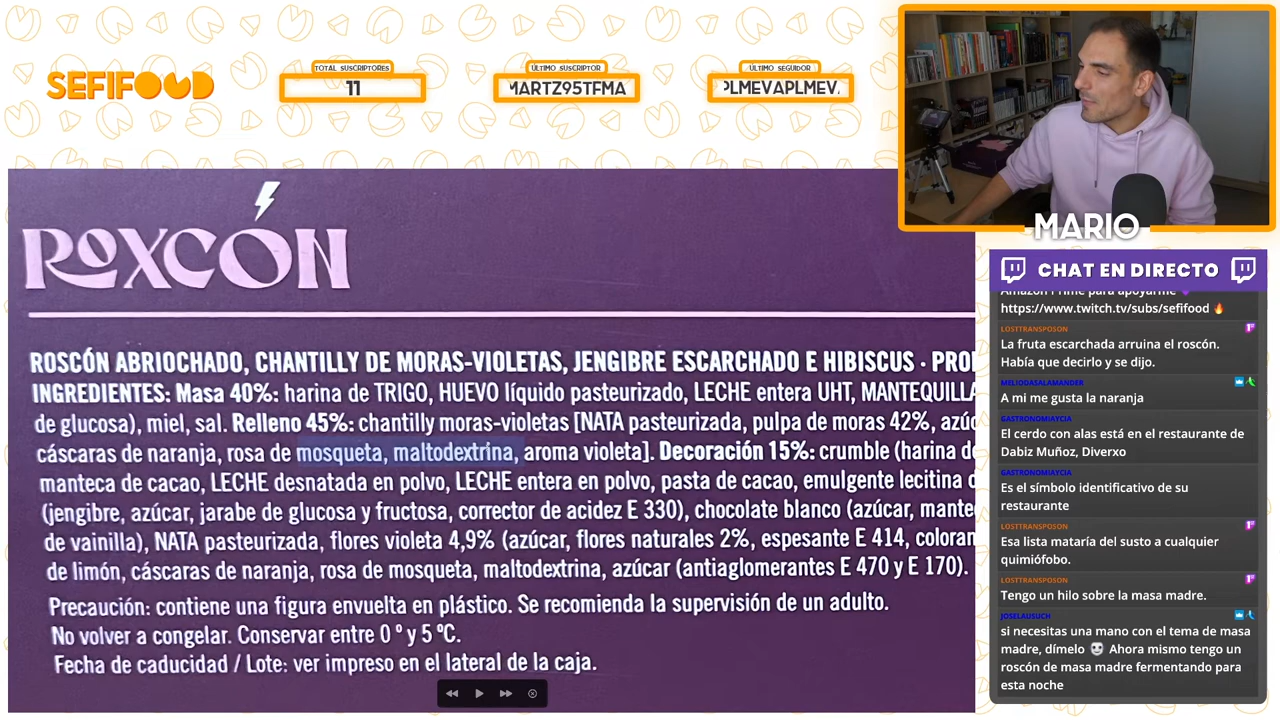 SEFIFOOD
TOTAL SUSCRIPTORES
11
ÚLTIMO SUSCRIPTOR
MARTZ95TFMA
ÚLTIMO SEGUIDOR
PLMEVAPLMEV
MARIO
ROXCÓN
ROSCÓN ABRIOCHADO, CHANTILLY DE MORAS-VIOLETAS, JENGIBRE ESCARCHADO E HIBISCUS ·
INGREDIENTES: Masa 40%: harina de TRIGO, HUEVO líquido pasteurizado, LECHE entera UHT, MANTEQUILLA
de glucosa), miel, sal. Relleno 45%: chantilly moras-violetas [NATA pasteurizada, pulpa de moras 42%,
cáscaras de naranja, rosa de mosqueta, maltodextrina, aroma violeta]. Decoración 15%: crumble (harina
manteca de cacao, LECHE desnatada en polvo, LECHE entera en polvo, pasta de cacao, emulgente lecitina
(jengibre, azúcar, jarabe de glucosa y fructosa, corrector de acidez E 330), chocolate blanco (azúcar,
de vainilla), NATA pasteurizada, flores violeta 4,9% (azúcar, flores naturales 2%, espesante E 414,
de limón, cáscaras de naranja, rosa de mosqueta, maltodextrina, azúcar (antiaglomerantes E 470 y E 170).
Precaución: contiene una figura envuelta en plástico. Se recomienda la supervisión de un adulto.
No volver a congelar. Conservar entre 0 º y 5 ºC.
Fecha de caducidad / Lote: ver impreso en el lateral de la caja.
CHAT EN DIRECTO
Amazon Prime para apoyarme 💜
https://www.twitch.tv/subs/sefifood 🔥
LOSTTRANSPOSON
La fruta escarchada arruina el roscón.
Había que decirlo y se dijo.
MELIODASALAMANDER
A mi me gusta la naranja
GASTRONOMIAYCIA
El cerdo con alas está en el restaurante de
Dabiz Muñoz, Diverxo
GASTRONOMIAYCIA
Es el símbolo identificativo de su
restaurante
LOSTTRANSPOSON
Esa lista mataría del susto a cualquier
quimiófobo.
LOSTTRANSPOSON
Tengo un hilo sobre la masa madre.
JOSELAUSUCH
si necesitas una mano con el tema de masa
madre, dímelo Ahora mismo tengo un
roscón de masa madre fermentando para
esta noche